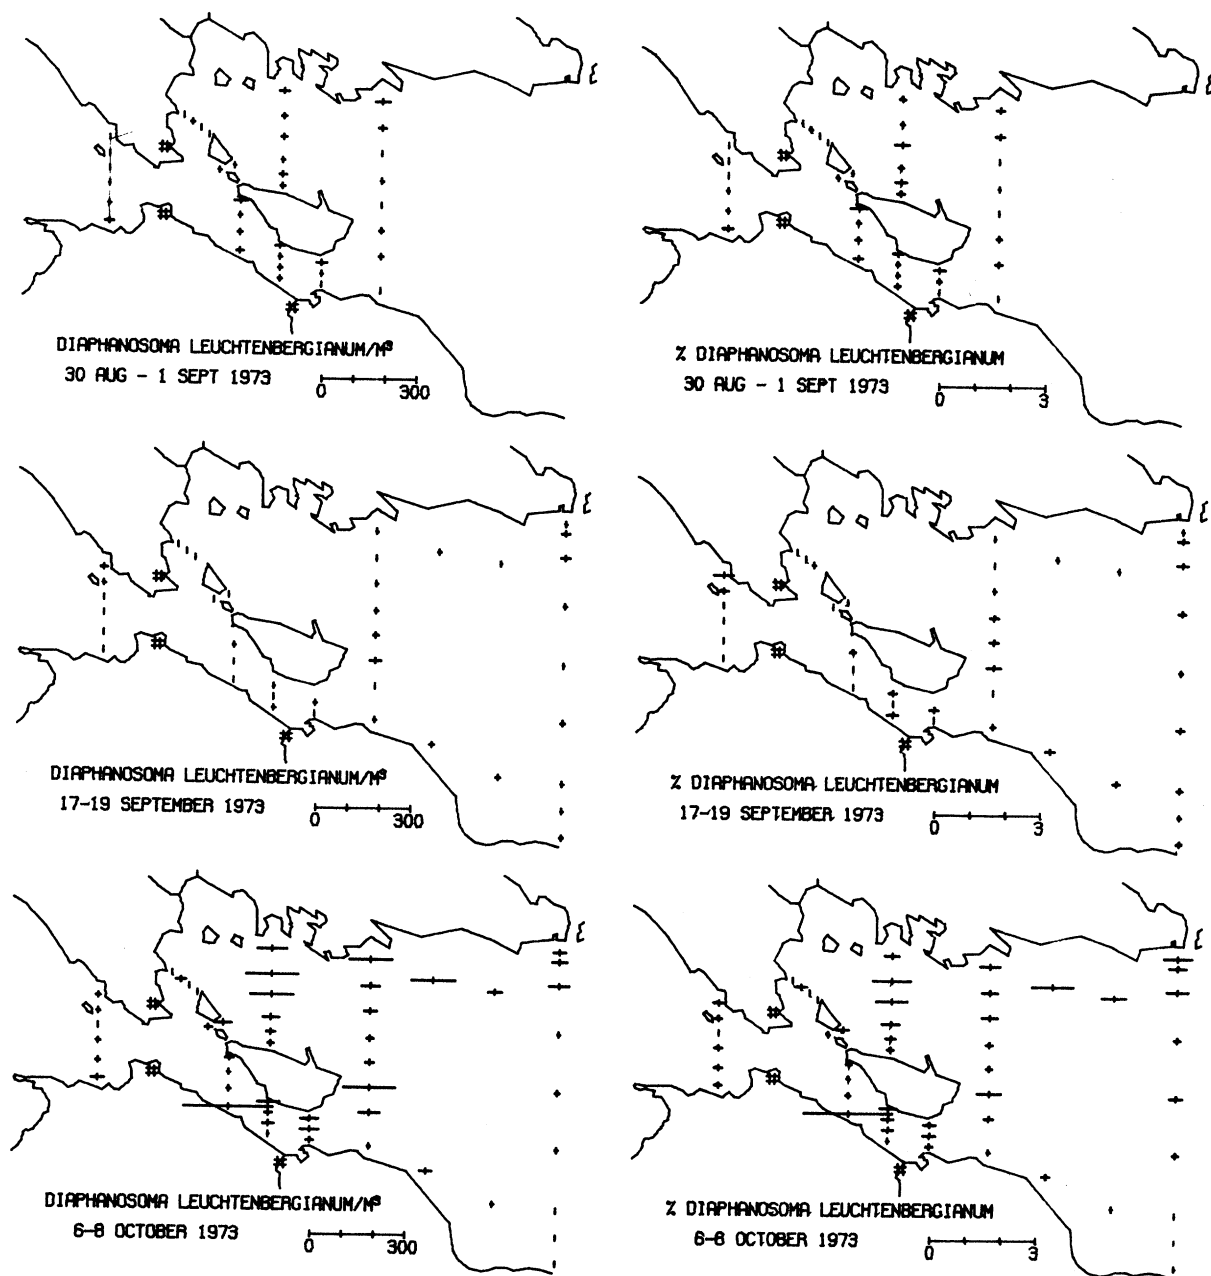 DIAPHANOSOMA LEUCHTENBERGIANUM/M³
30 AUG - 1 SEPT 1973
0 300
% DIAPHANOSOMA LEUCHTENBERGIANUM
30 AUG - 1 SEPT 1973
0 3
DIAPHANOSOMA LEUCHTENBERGIANUM/M³
17-19 SEPTEMBER 1973
0 300
% DIAPHANOSOMA LEUCHTENBERGIANUM
17-19 SEPTEMBER 1973
0 3
DIAPHANOSOMA LEUCHTENBERGIANUM/M³
6-8 OCTOBER 1973
0 300
% DIAPHANOSOMA LEUCHTENBERGIANUM
6-8 OCTOBER 1973
0 3